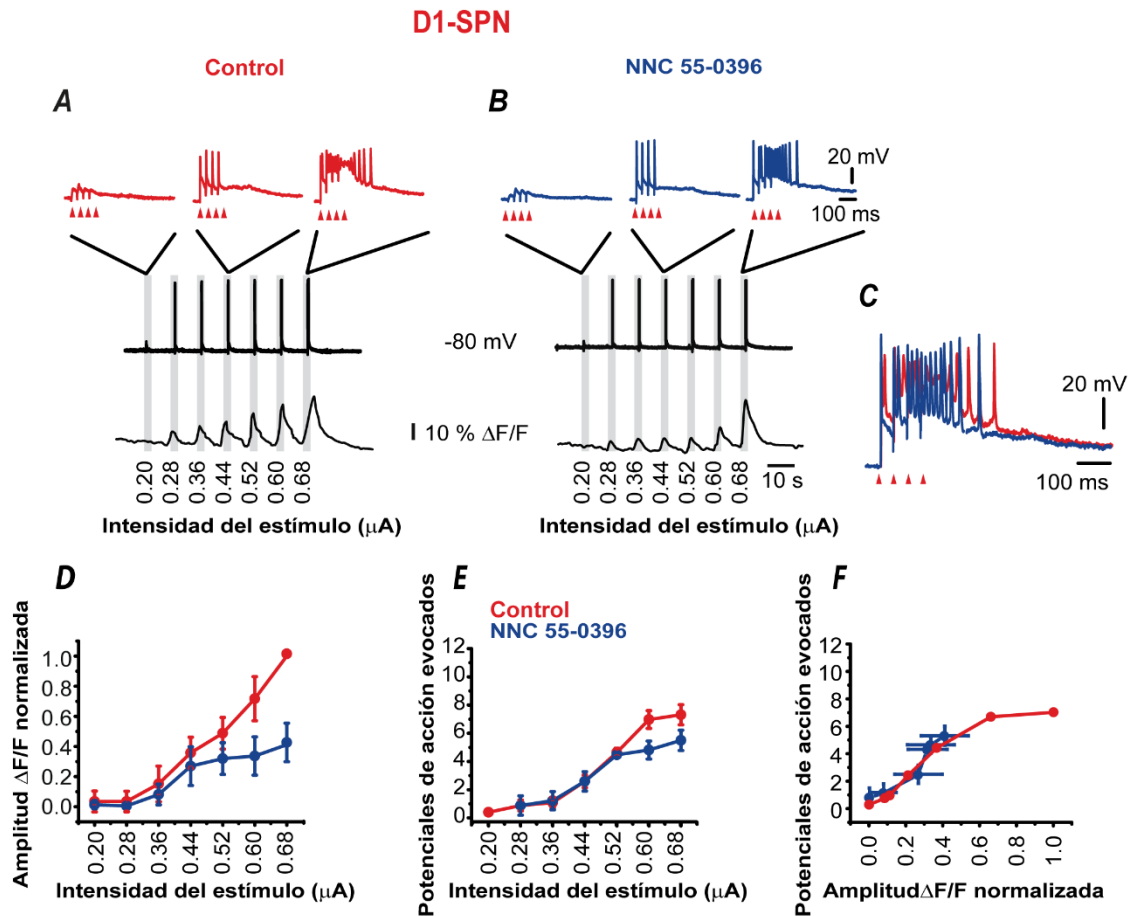 D1-SPN
Control
NNC 55-0396
A
B
20 mV
100 ms
-80 mV
10 % ΔF/F
10 s
0.20 0.28 0.36 0.44 0.52 0.60 0.68
Intensidad del estímulo (μA)
0.20 0.28 0.36 0.44 0.52 0.60 0.68
Intensidad del estímulo (μA)
C
20 mV
100 ms
D
Amplitud ΔF/F normalizada
1.0
0.8
0.6
0.4
0.2
0.0
0.20 0.28 0.36 0.44 0.52 0.60 0.68
Intensidad del estímulo (μA)
E
Control
NNC 55-0396
Potenciales de acción evocados
12
10
8
6
4
2
0
0.20 0.28 0.36 0.44 0.52 0.60 0.68
Intensidad del estímulo (μA)
F
Potenciales de acción evocados
12
10
8
6
4
2
0
0.0 0.2 0.4 0.6 0.8 1.0
AmplitudΔF/F normalizada